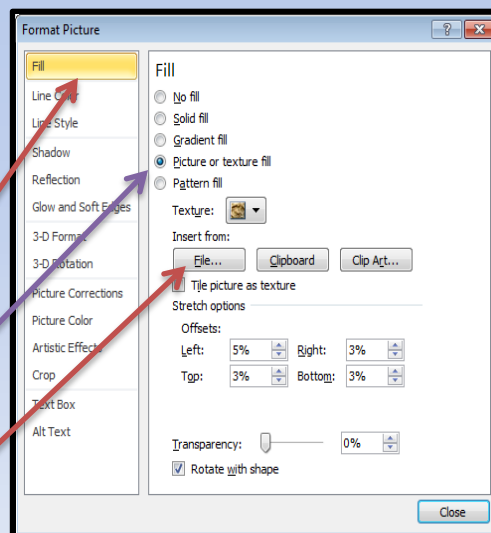 Format Picture
Fill
Line Color
Line Style
Shadow
Reflection
Glow and Soft Edges
3-D Format
3-D Rotation
Picture Corrections
Picture Color
Artistic Effects
Crop
Text Box
Alt Text
Fill
No fill
Solid fill
Gradient fill
Picture or texture fill
Pattern fill
Texture:
Insert from:
File... Clipboard Clip Art...
Tile picture as texture
Stretch options
Offsets:
Left: 5% Right: 3%
Top: 3% Bottom: 3%
Transparency: 0%
Rotate with shape
Close